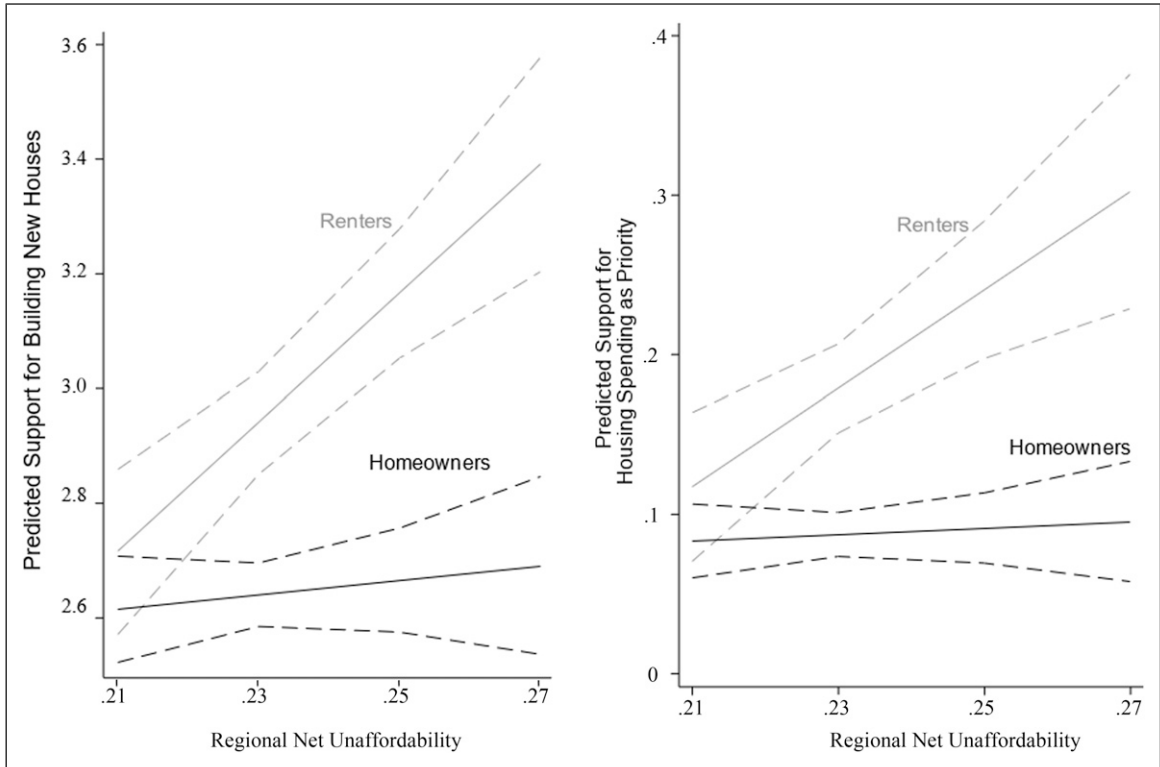 Predicted Support for Building New Houses
3.6
3.4
3.2
3.0
2.8
2.6
Renters
Homeowners
.21 .23 .25 .27
Regional Net Unaffordability
Predicted Support for
Housing Spending as Priority
.4
.3
.2
.1
0
Renters
Homeowners
.21 .23 .25 .27
Regional Net Unaffordability